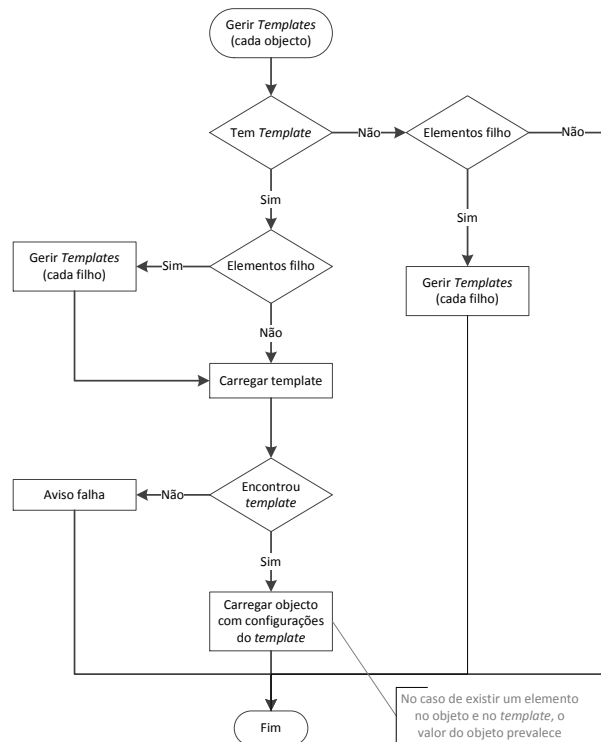 Gerir Templates
(cada objecto)
Tem Template
Não
Elementos filho
Não
Sim
Sim
Gerir Templates
(cada filho)
Sim
Elementos filho
Gerir Templates
(cada filho)
Não
Carregar template
Aviso falha
Não
Encontrou
template
Sim
Carregar objecto
com configurações
do template
No caso de existir um elemento
no objeto e no template, o
valor do objeto prevalece
Fim